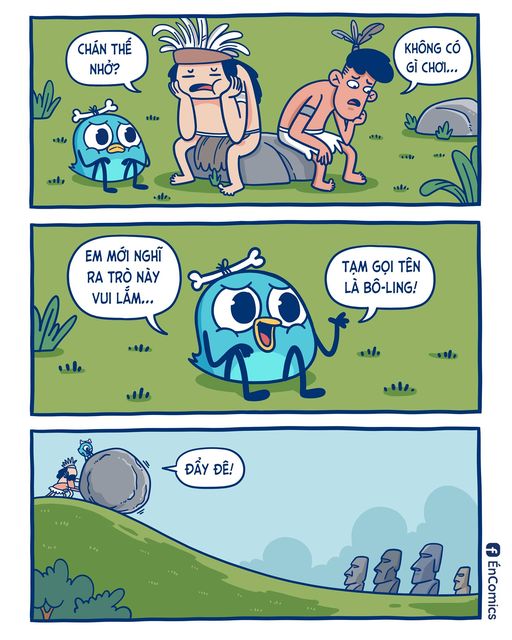 CHÁN THẾ
NHỞ?
KHÔNG CÓ
GÌ CHƠI...
EM MỚI NGHĨ
RA TRÒ NÀY
VUI LẮM...
TẠM GỌI TÊN
LÀ BÔ-LING!
ĐẨY ĐÊ!
ÉnComics